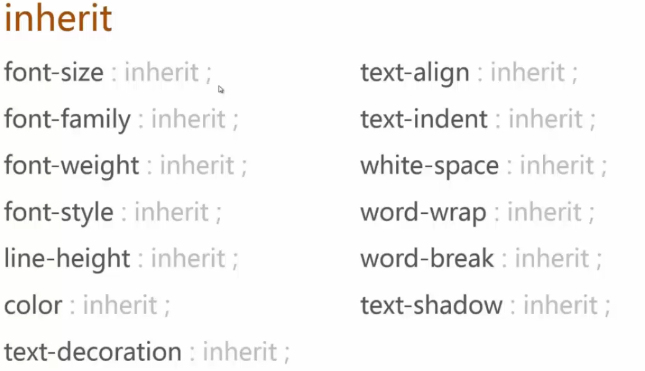 inherit
font-size : inherit ;
font-family : inherit ;
font-weight : inherit ;
font-style : inherit ;
line-height : inherit ;
color : inherit ;
text-decoration : inherit ;
text-align : inherit ;
text-indent : inherit ;
white-space : inherit ;
word-wrap : inherit ;
word-break : inherit ;
text-shadow : inherit ;